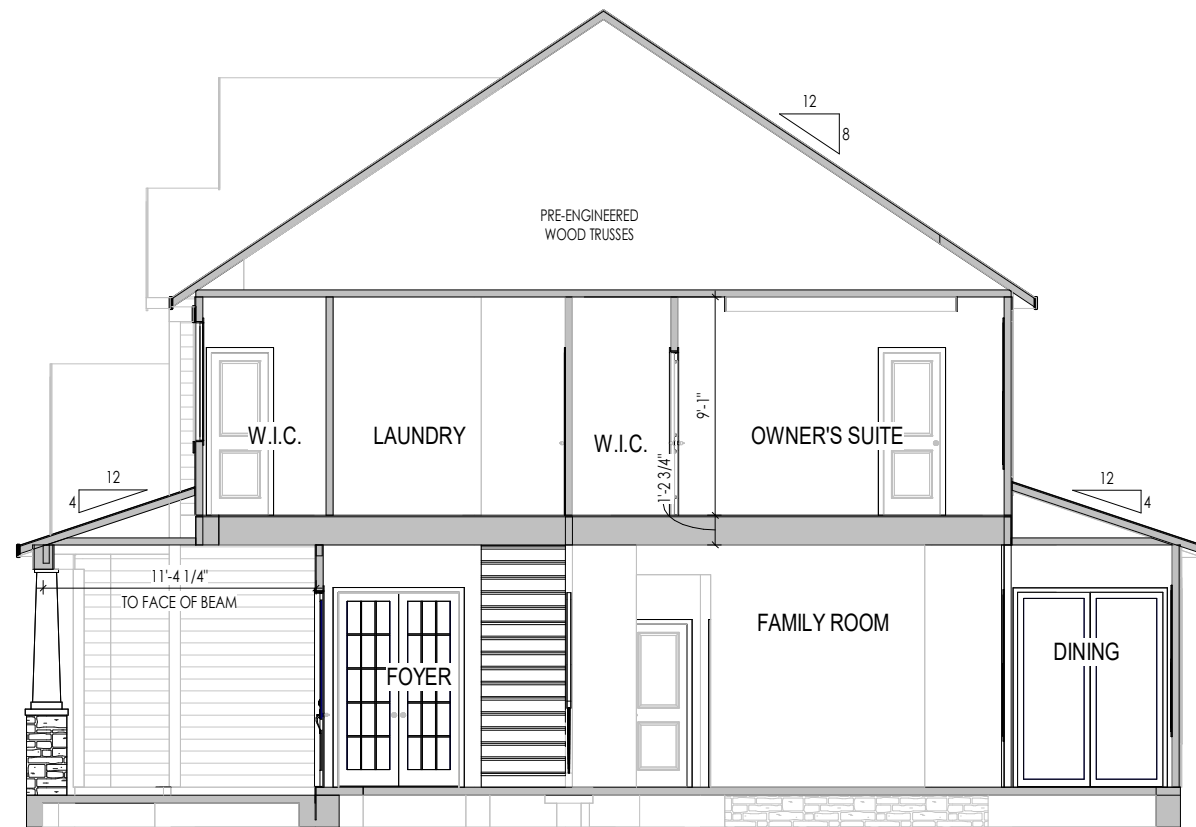 12
8
PRE-ENGINEERED
WOOD TRUSSES
9'-1"
W.I.C.
LAUNDRY
W.I.C.
OWNER'S SUITE
1'-2 3/4"
12
4
12
4
11'-4 1/4"
TO FACE OF BEAM
FAMILY ROOM
DINING
FOYER